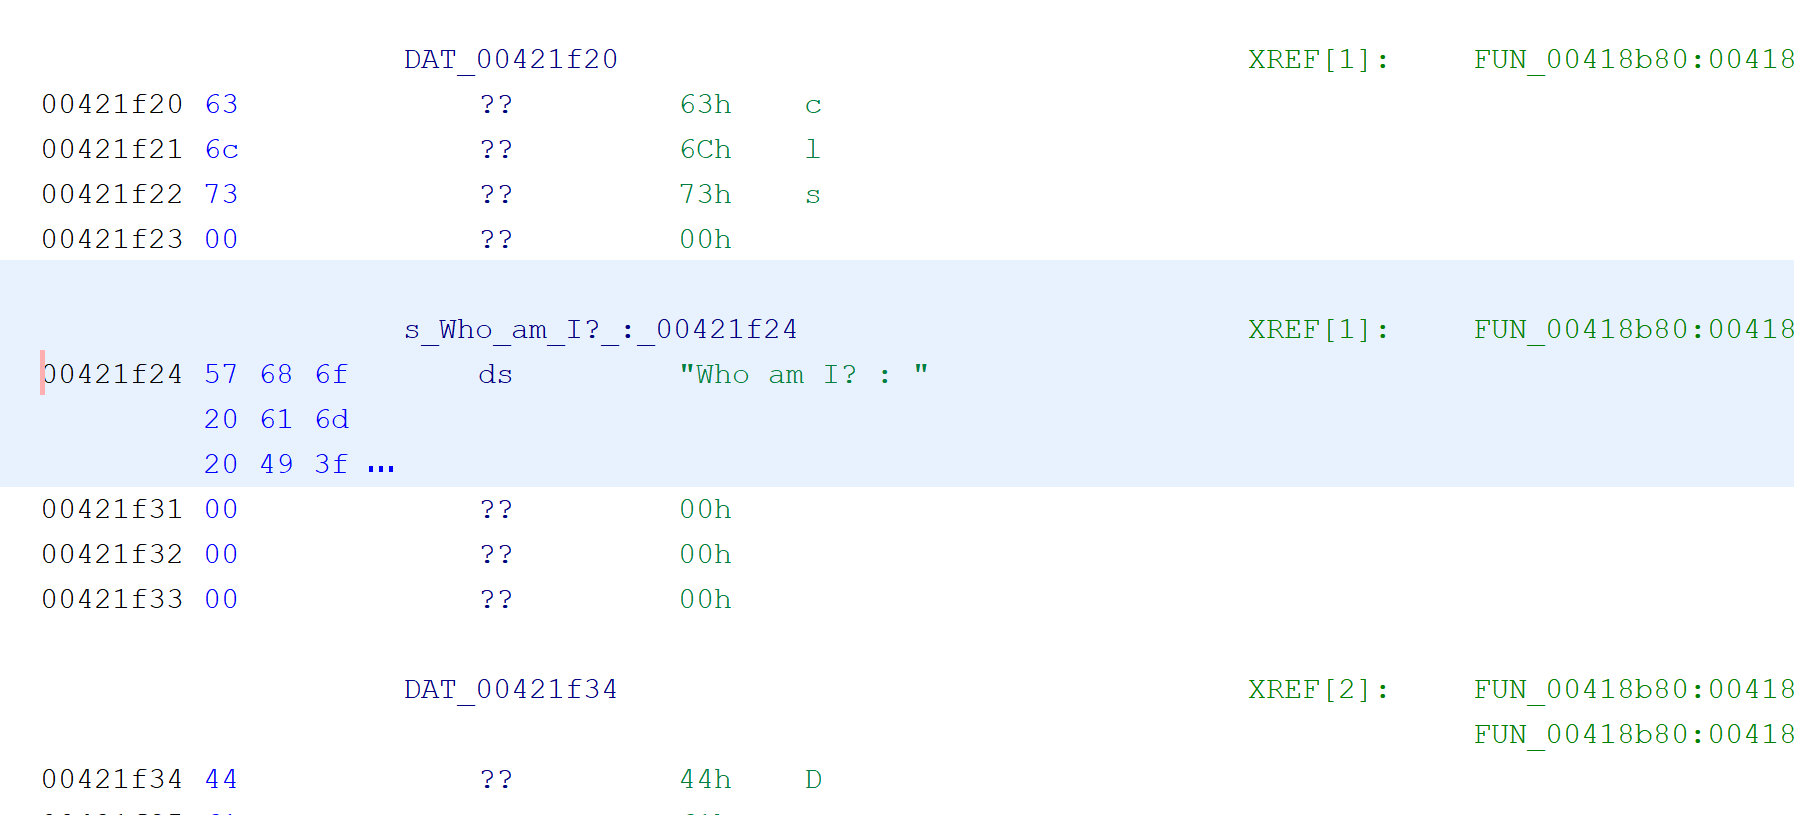 DAT_00421f20 XREF[1]: FUN_00418b80:00418
00421f20 63 ?? 63h c
00421f21 6c ?? 6Ch l
00421f22 73 ?? 73h s
00421f23 00 ?? 00h
s_Who_am_I?_:_00421f24 XREF[1]: FUN_00418b80:00418
00421f24 57 68 6f ds "Who am I? : "
20 61 6d
20 49 3f ...
00421f31 00 ?? 00h
00421f32 00 ?? 00h
00421f33 00 ?? 00h
DAT_00421f34 XREF[2]: FUN_00418b80:00418
FUN_00418b80:00418
00421f34 44 ?? 44h D